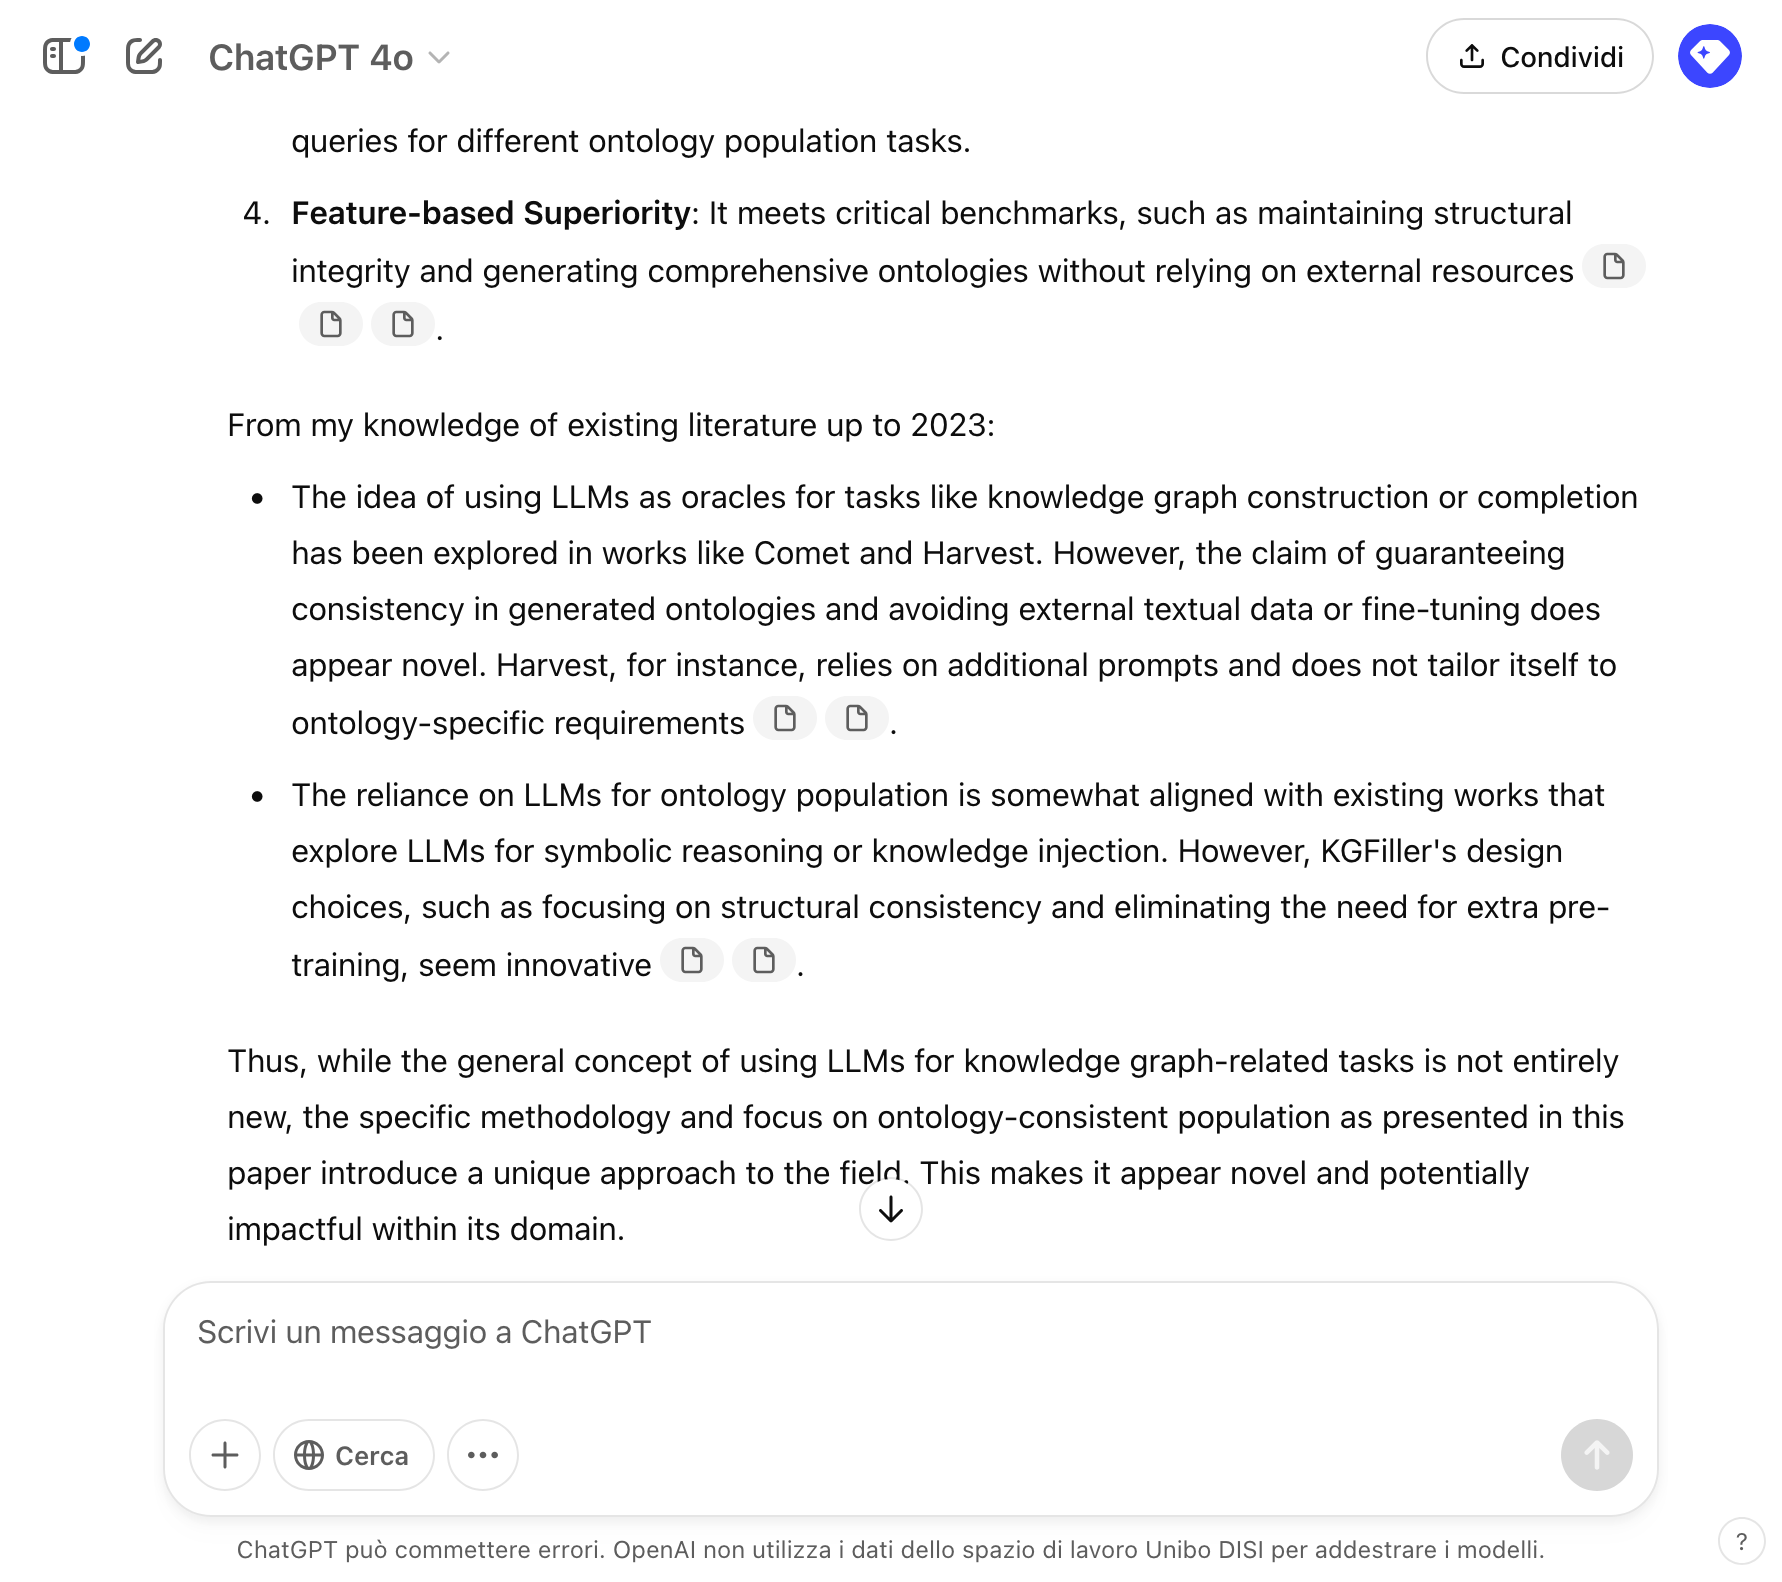 ChatGPT 4o
Condividi
queries for different ontology population tasks.
4. Feature-based Superiority: It meets critical benchmarks, such as maintaining structural
integrity and generating comprehensive ontologies without relying on external resources
.
From my knowledge of existing literature up to 2023:
• The idea of using LLMs as oracles for tasks like knowledge graph construction or completion
has been explored in works like Comet and Harvest. However, the claim of guaranteeing
consistency in generated ontologies and avoiding external textual data or fine-tuning does
appear novel. Harvest, for instance, relies on additional prompts and does not tailor itself to
ontology-specific requirements .
• The reliance on LLMs for ontology population is somewhat aligned with existing works that
explore LLMs for symbolic reasoning or knowledge injection. However, KGFiller's design
choices, such as focusing on structural consistency and eliminating the need for extra pre-
training, seem innovative .
Thus, while the general concept of using LLMs for knowledge graph-related tasks is not entirely
new, the specific methodology and focus on ontology-consistent population as presented in this
paper introduce a unique approach to the field. This makes it appear novel and potentially
impactful within its domain.
Scrivi un messaggio a ChatGPT
Cerca
ChatGPT può commettere errori. OpenAI non utilizza i dati dello spazio di lavoro Unibo DISI per addestrare i modelli.
?